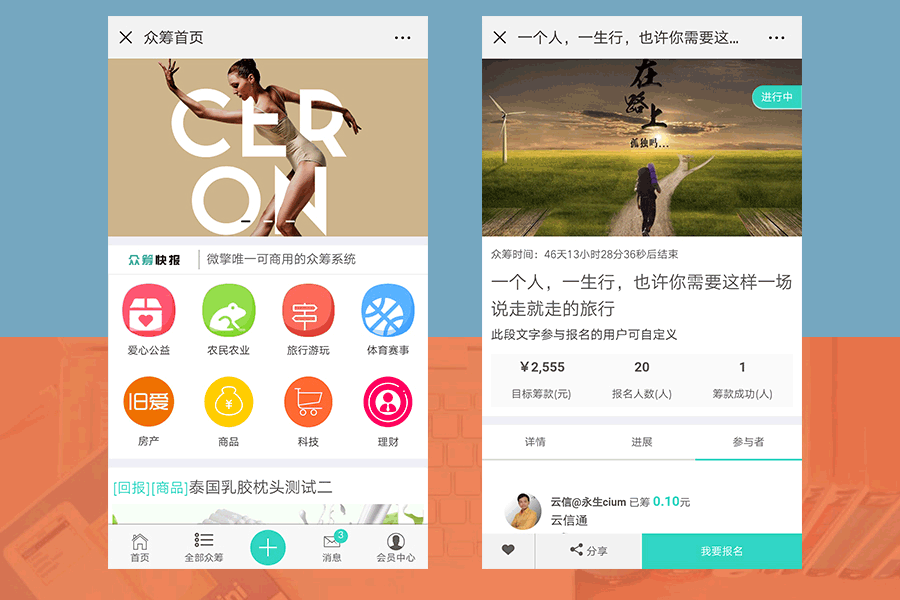 众筹首页
CER
ON
众筹快报
微擎唯一可商用的众筹系统
爱心公益
农民农业
旅行游玩
体育赛事
旧爱
¥
房产
商品
科技
理财
[回报][商品]泰国乳胶枕头测试二
3
首页
全部众筹
消息
会员中心
一个人，一生行，也许你需要这...
在路上
孤独吗...
进行中
众筹时间：46天13小时28分36秒后结束
一个人，一生行，也许你需要这样一场
说走就走的旅行
此段文字参与报名的用户可自定义
¥2,555
20
1
目标筹款(元)
报名人数(人)
筹款成功(人)
详情
进展
参与者
云信@永生cium 已筹 0.10元
云信通
分享
我要报名